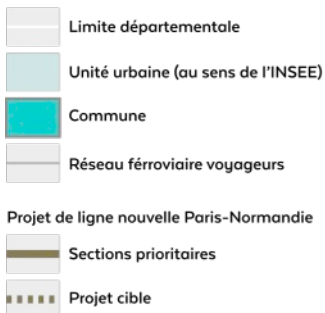 Limite départementale
Unité urbaine (au sens de l'INSEE)
Commune
Réseau férroviaire voyageurs
Projet de ligne nouvelle Paris-Normandie
Sections prioritaires
Projet cible